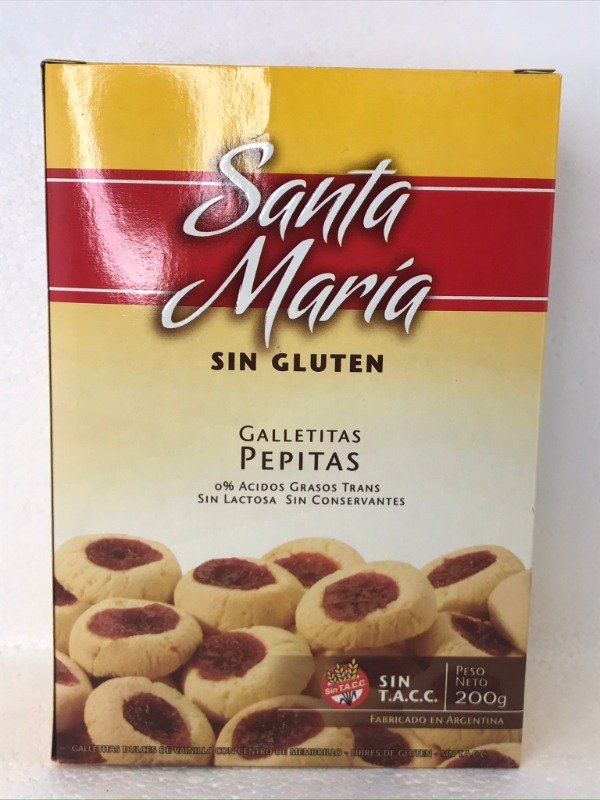 Santa
María
SIN GLUTEN
GALLETITAS
PEPITAS
0% ACIDOS GRASOS TRANS
SIN LACTOSA SIN CONSERVANTES
Sin T.A.C.C.
SIN
T.A.C.C.
PESO
NETO
200g
FABRICADO EN ARGENTINA
GALLETITAS DULCES DE VAINILLA CON CENTRO DE MEMBRILLO - LIBRES DE GLUTEN - SIN T.A.C.C.